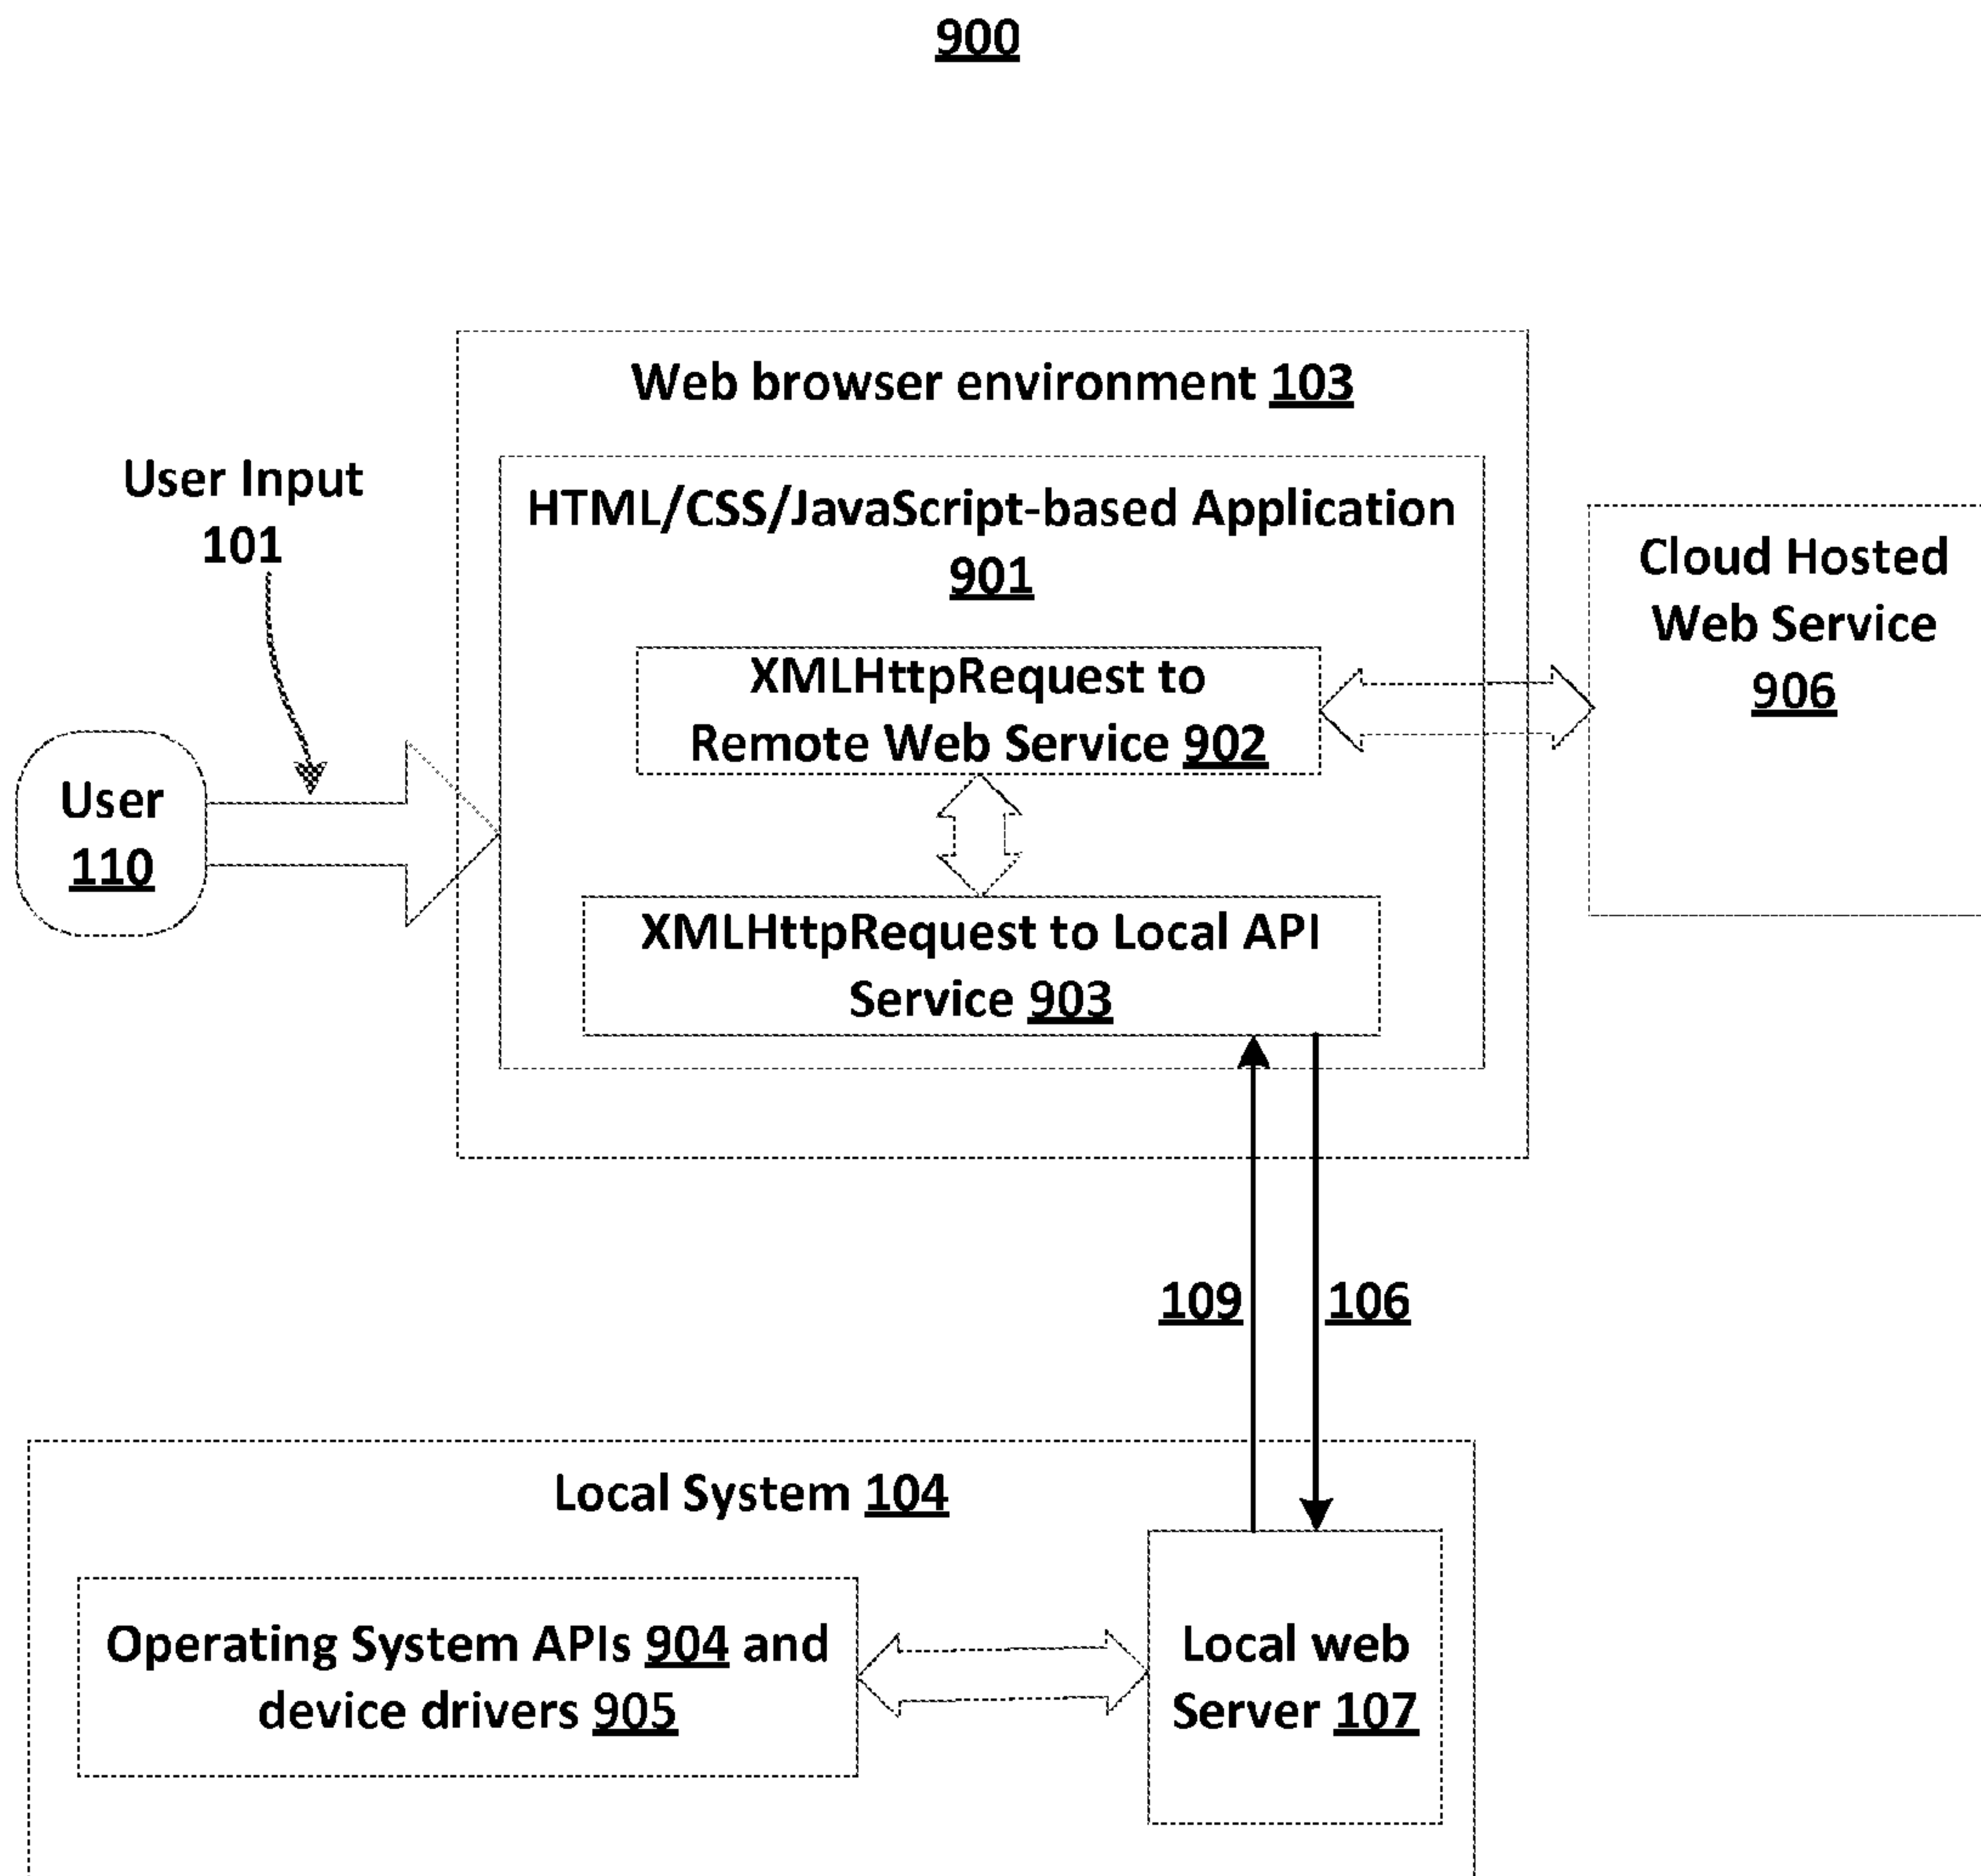 900
Web browser environment 103
User Input
101
HTML/CSS/JavaScript-based Application
901
Cloud Hosted
Web Service
906
XMLHttpRequest to
Remote Web Service 902
User
110
XMLHttpRequest to Local API
Service 903
109
106
Local System 104
Operating System APIs 904 and
device drivers 905
Local web
Server 107